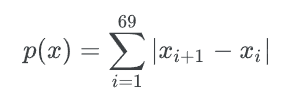 p(x) = \sum_{i=1}^{69} |x_{i+1} - x_i|